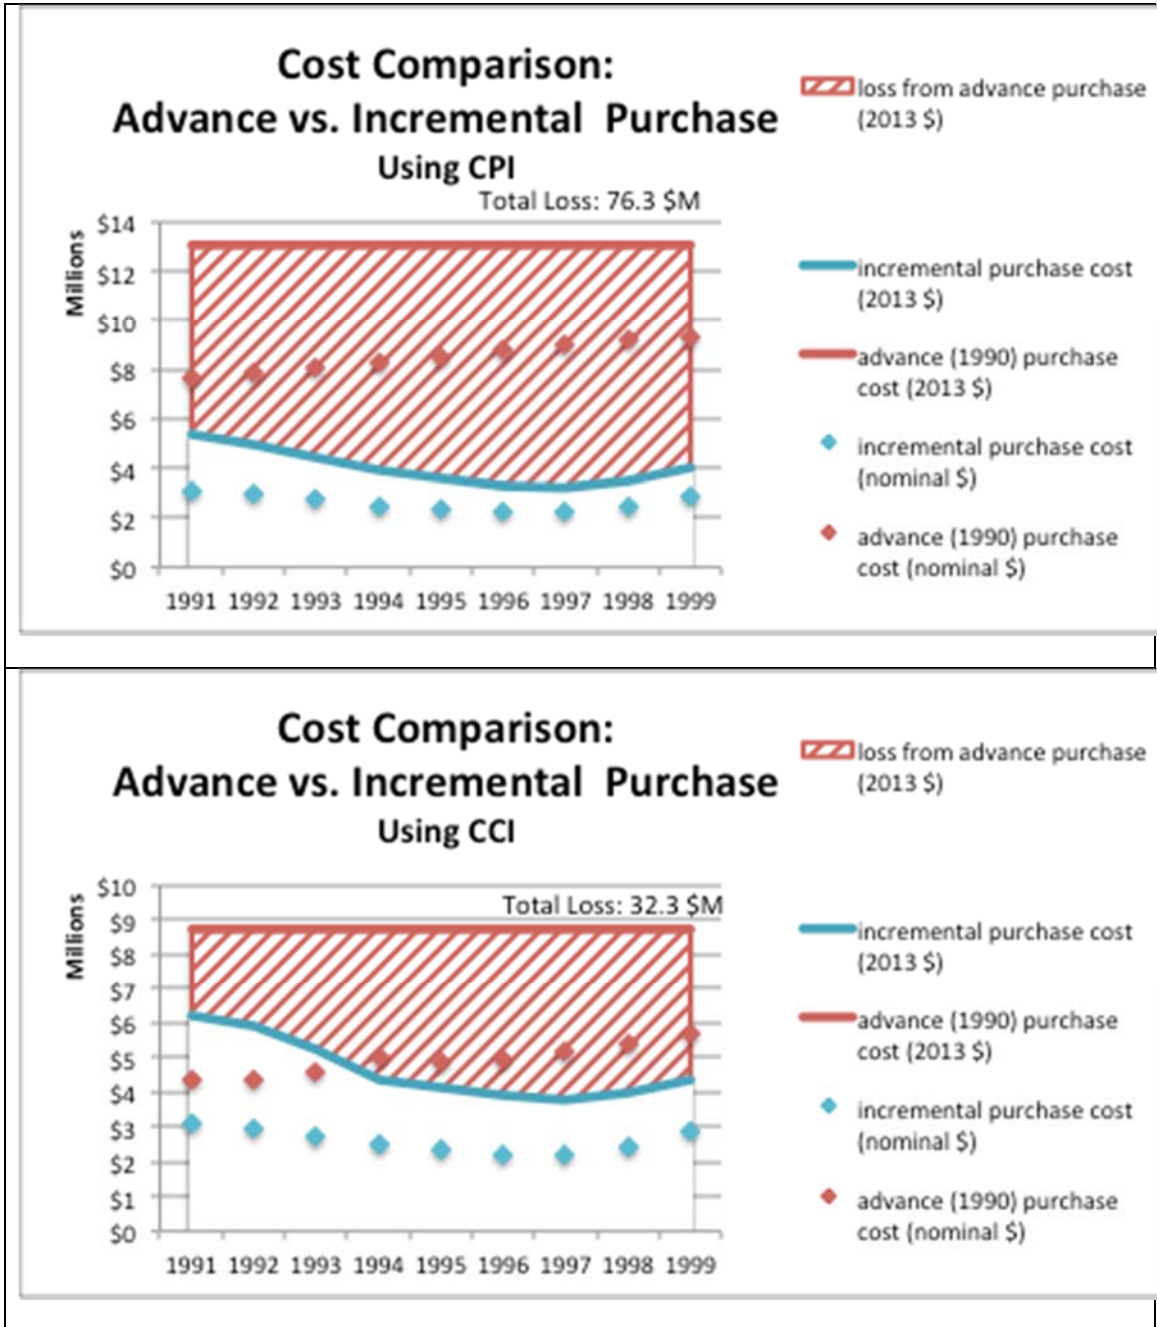 Cost Comparison:
Advance vs. Incremental Purchase
Using CPI
Total Loss: 76.3 $M
Millions
$14
$12
$10
$8
$6
$4
$2
$0
1991 1992 1993 1994 1995 1996 1997 1998 1999
loss from advance purchase
(2013 $)
incremental purchase cost
(2013 $)
advance (1990) purchase
cost (2013 $)
incremental purchase cost
(nominal $)
advance (1990) purchase
cost (nominal $)
Cost Comparison:
Advance vs. Incremental Purchase
Using CCI
Total Loss: 32.3 $M
Millions
$10
$9
$8
$7
$6
$5
$4
$3
$2
$1
$0
1991 1992 1993 1994 1995 1996 1997 1998 1999
loss from advance purchase
(2013 $)
incremental purchase cost
(2013 $)
advance (1990) purchase
cost (2013 $)
incremental purchase cost
(nominal $)
advance (1990) purchase
cost (nominal $)